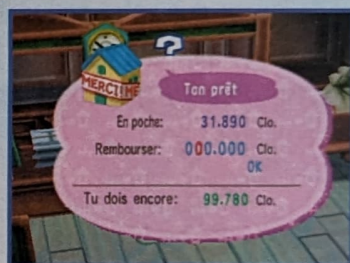 ?
MERCI!
Ton prêt
En poche: 31.890 Clo.
Rembourser: 000.000 Clo.
OK
Tu dois encore: 99.780 Clo.